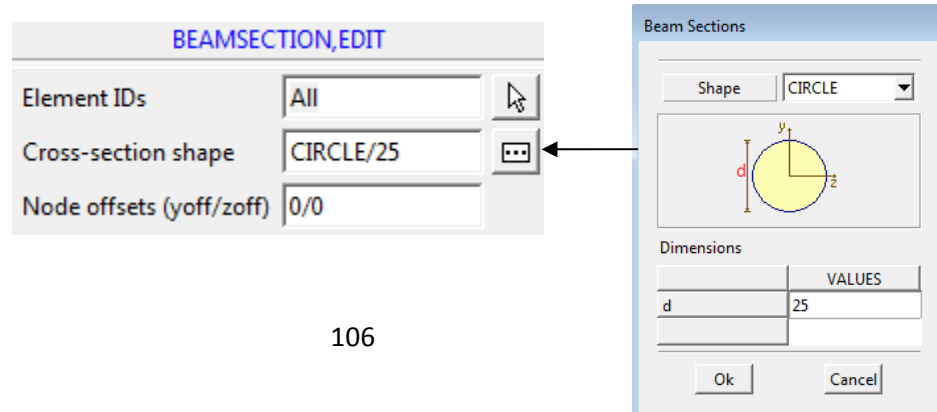 BEAMSECTION,EDIT
Element IDs All
Cross-section shape CIRCLE/25
Node offsets (yoff/zoff) 0/0
106
Beam Sections
Shape CIRCLE
y
d
z
Dimensions
VALUES
d 25
Ok Cancel